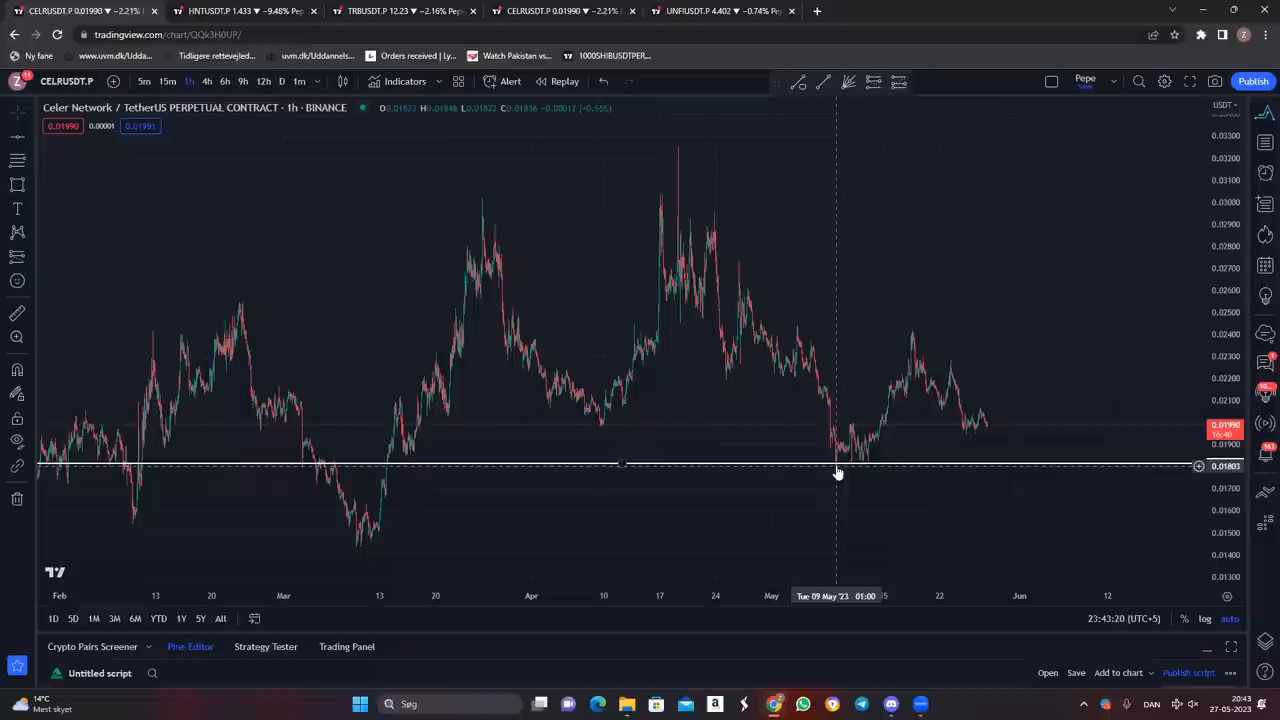 CELRUSDT.P 0.01990 −2.21% HNTUSDT.P 1.433 −9.48% Pepe TRBUSDT.P 12.23 −2.16% Pepe CELRUSDT.P 0.01990 −2.21% UNFIUSDT.P 4.402 −0.74% Pepe
tradingview.com/chart/QQk3H0UP/
Ny fane uvm.dk/Udda... Tidligere rettevejled... uvm.dk/Uddannels... Orders received | Ly... Watch Pakistan vs... 1000SHIBUSDTPER...
Z 11 CELRUSDT.P 5m 15m 1h 4h 6h 9h 12h D 1m Indicators Alert Replay Pepe Save Publish
Celer Network / TetherUS PERPETUAL CONTRACT · 1h · BINANCE
USDT
0.01990 0.00001 0.01991
0.03300
0.03200
0.03100
0.03000
0.02900
0.02800
0.02700
0.02600
0.02500
0.02400
0.02300
0.02200
0.02100
0.01990
16:40
0.01900
0.01803
0.01700
0.01600
0.01500
0.01400
0.01300
Feb 13 20 Mar 13 20 Apr 10 17 24 May Tue 09 May '23 01:00 22 Jun 12
1D 5D 1M 3M 6M YTD 1Y 5Y All 23:43:20 (UTC+5) % log auto
Crypto Pairs Screener Pine Editor Strategy Tester Trading Panel
Untitled script Open Save Add to chart Publish script
14°C
Mest skyet
Søg
DAN
20:43
27-05-2023